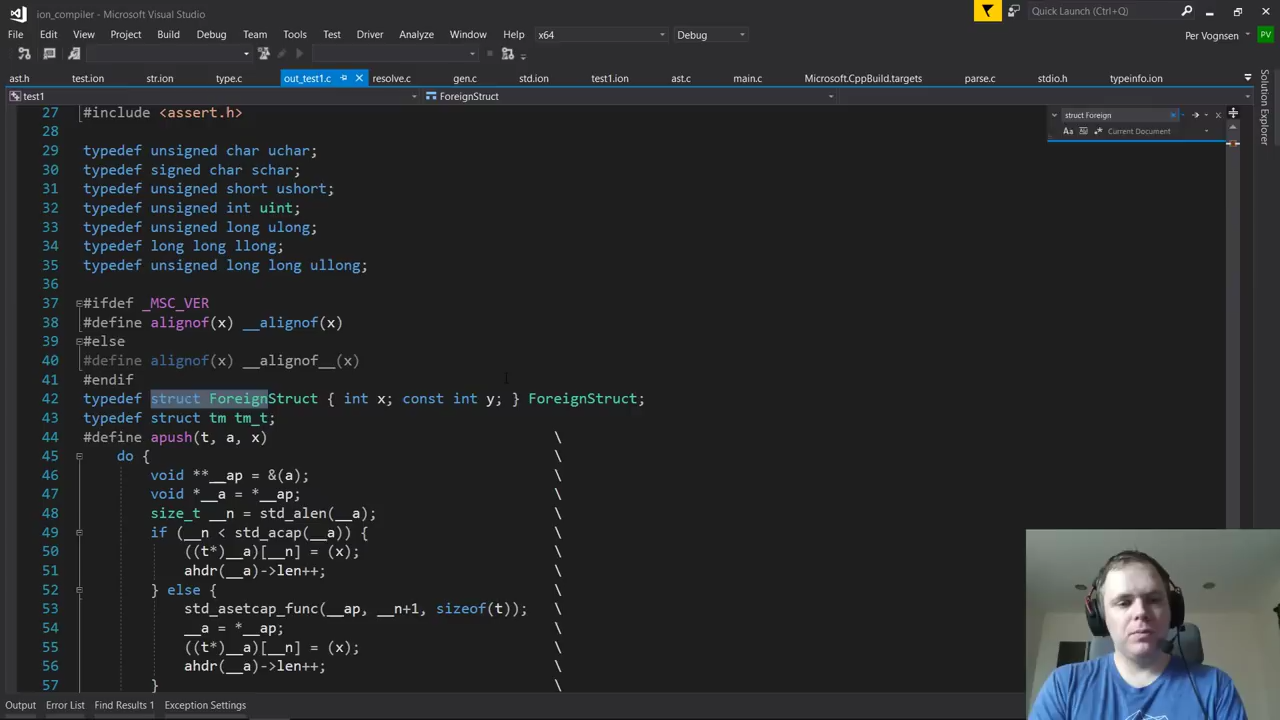 ion_compiler - Microsoft Visual Studio
Quick Launch (Ctrl+Q)
File Edit View Project Build Debug Team Tools Test Driver Analyze Window Help x64 Debug Per Vognsen PV
ast.h test.ion str.ion type.c out_test1.c resolve.c gen.c std.ion test1.ion ast.c main.c Microsoft.CppBuild.targets parse.c stdio.h typeinfo.ion
test1 ForeignStruct
struct Foreign
Aa Current Document
Solution Explorer
27 #include <assert.h>
28
29 typedef unsigned char uchar;
30 typedef signed char schar;
31 typedef unsigned short ushort;
32 typedef unsigned int uint;
33 typedef unsigned long ulong;
34 typedef long long llong;
35 typedef unsigned long long ullong;
36
37 #ifdef _MSC_VER
38 #define alignof(x) __alignof(x)
39 #else
40 #define alignof(x) __alignof__(x)
41 #endif
42 typedef struct ForeignStruct { int x; const int y; } ForeignStruct;
43 typedef struct tm tm_t;
44 #define apush(t, a, x) \
45 do { \
46 void **__ap = &(a); \
47 void *__a = *__ap; \
48 size_t __n = std_alen(__a); \
49 if (__n < std_acap(__a)) { \
50 ((t*)__a)[__n] = (x); \
51 ahdr(__a)->len++; \
52 } else { \
53 std_asetcap_func(__ap, __n+1, sizeof(t)); \
54 __a = *__ap; \
55 ((t*)__a)[__n] = (x); \
56 ahdr(__a)->len++; \
57 } \
Output Error List Find Results 1 Exception Settings